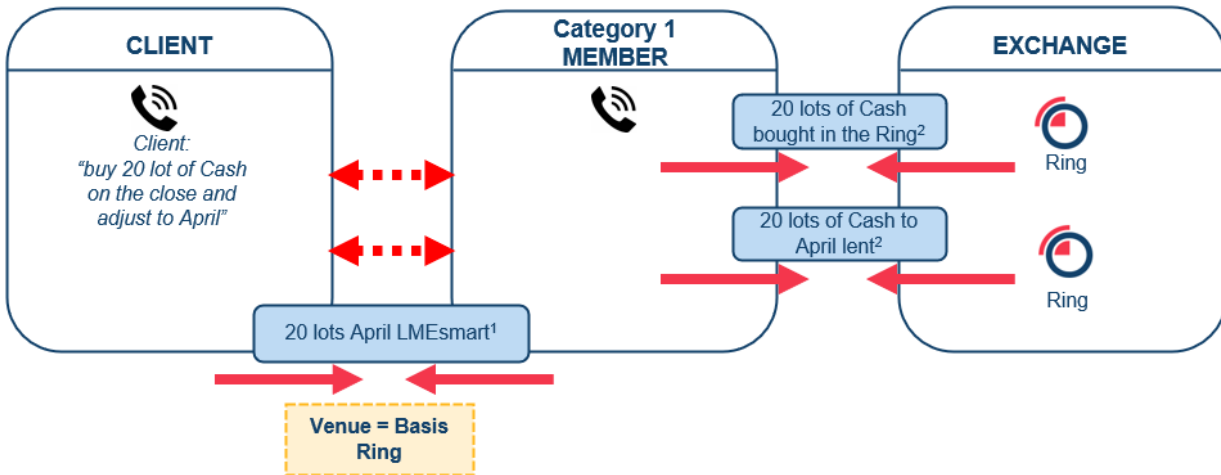 CLIENT
Client:
"buy 20 lot of Cash
on the close and
adjust to April"
Category 1
MEMBER
EXCHANGE
20 lots of Cash
bought in the Ring²
Ring
20 lots of Cash to
April lent²
Ring
20 lots April LMEsmart¹
Venue = Basis
Ring